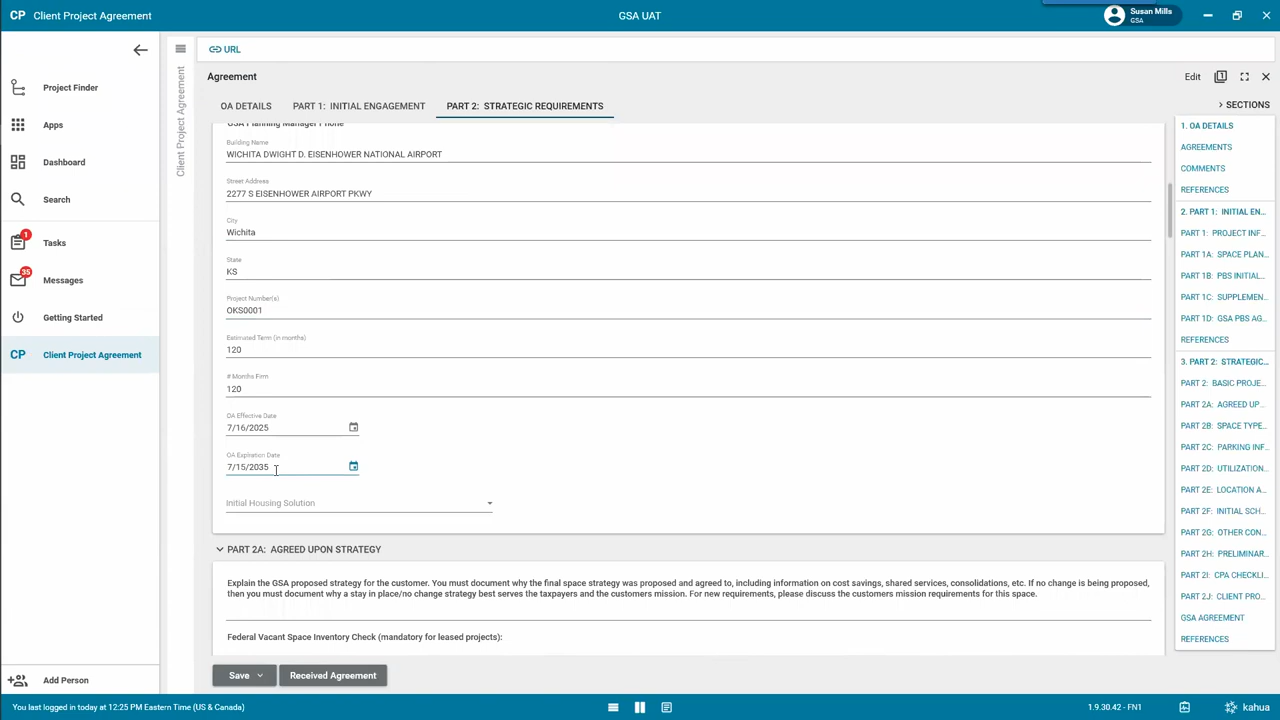 CP Client Project Agreement
GSA UAT
Susan Mills
GSA
Project Finder
Apps
Dashboard
Search
1
Tasks
35
Messages
Getting Started
CP Client Project Agreement
Add Person
Client Project Agreement
URL
Agreement
Edit
1
OA DETAILS
PART 1: INITIAL ENGAGEMENT
PART 2: STRATEGIC REQUIREMENTS
GSA Planning Manager Phone
Building Name
WICHITA DWIGHT D. EISENHOWER NATIONAL AIRPORT
Street Address
2277 S EISENHOWER AIRPORT PKWY
City
Wichita
State
KS
Project Number(s)
OKS0001
Estimated Term (in months)
120
# Months Firm
120
OA Effective Date
7/16/2025
OA Expiration Date
7/15/2035
Initial Housing Solution
PART 2A: AGREED UPON STRATEGY
Explain the GSA proposed strategy for the customer. You must document why the final space strategy was proposed and agreed to, including information on cost savings, shared services, consolidations, etc. If no change is being proposed,
then you must document why a stay in place/no change strategy best serves the taxpayers and the customers mission. For new requirements, please discuss the customers mission requirements for this space.
Federal Vacant Space Inventory Check (mandatory for leased projects):
Save
Received Agreement
SECTIONS
1. OA DETAILS
AGREEMENTS
COMMENTS
REFERENCES
2. PART 1: INITIAL EN...
PART 1: PROJECT INF...
PART 1A: SPACE PLAN...
PART 1B: PBS INITIAL...
PART 1C: SUPPLEMEN...
PART 1D: GSA PBS AG...
REFERENCES
3. PART 2: STRATEGIC...
PART 2: BASIC PROJE...
PART 2A: AGREED UP...
PART 2B: SPACE TYPE...
PART 2C: PARKING INF...
PART 2D: UTILIZATION...
PART 2E: LOCATION A...
PART 2F: INITIAL SCH...
PART 2G: OTHER CON...
PART 2H: PRELIMINAR...
PART 2I: CPA CHECKLI...
PART 2J: CLIENT PRO...
GSA AGREEMENT
REFERENCES
You last logged in today at 12:25 PM Eastern Time (US & Canada)
1.9.30.42 - FN1
kahua